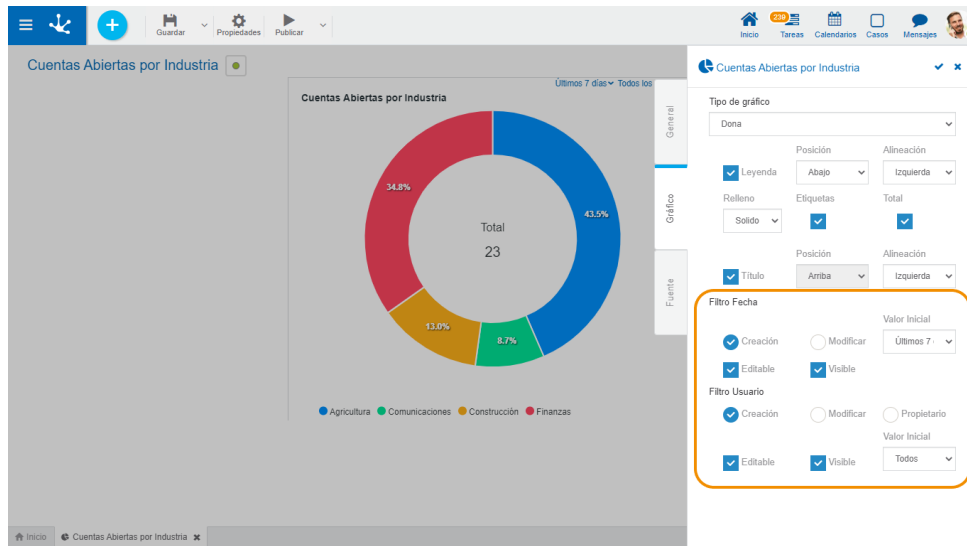 Guardar
Propiedades
Publicar
Inicio
239
Tareas
Calendarios
Casos
Mensajes
Cuentas Abiertas por Industria
Últimos 7 días Todos los
Cuentas Abiertas por Industria
34.8%
43.5%
Total
23
13.0%
8.7%
Agricultura Comunicaciones Construcción Finanzas
General
Gráfico
Fuente
Cuentas Abiertas por Industria
Tipo de gráfico
Dona
Posición Alineación
Leyenda Abajo Izquierda
Relleno Etiquetas Total
Solido
Posición Alineación
Título Arriba Izquierda
Filtro Fecha
Valor Inicial
Creación Modificar Últimos 7
Editable Visible
Filtro Usuario
Creación Modificar Propietario
Valor Inicial
Editable Visible Todos
Inicio Cuentas Abiertas por Industria